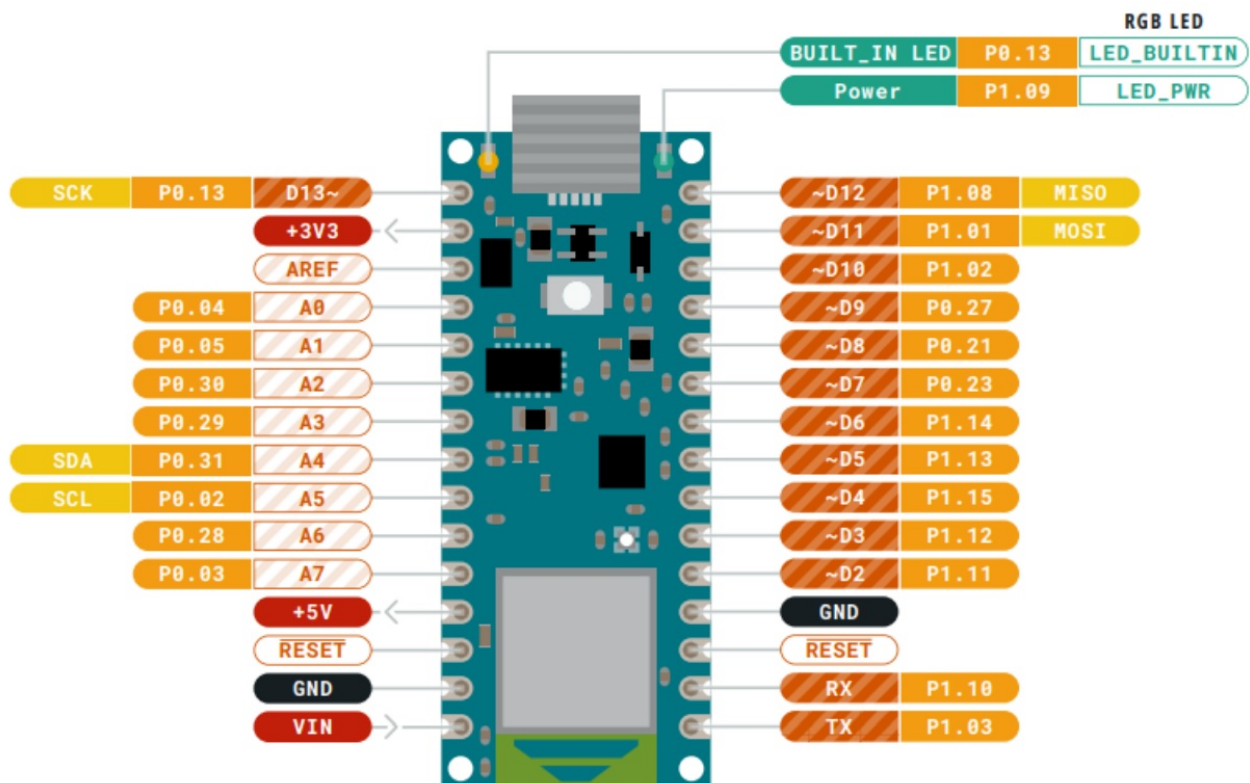 RGB LED
BUILT_IN LED P0.13 LED_BUILTIN
Power P1.09 LED_PWR
SCK P0.13 D13~ ~D12 P1.08 MISO
+3V3 ~D11 P1.01 MOSI
AREF ~D10 P1.02
P0.04 A0 ~D9 P0.27
P0.05 A1 ~D8 P0.21
P0.30 A2 ~D7 P0.23
P0.29 A3 ~D6 P1.14
SDA P0.31 A4 ~D5 P1.13
SCL P0.02 A5 ~D4 P1.15
P0.28 A6 ~D3 P1.12
P0.03 A7 ~D2 P1.11
+5V GND
RESET RESET
GND RX P1.10
VIN TX P1.03